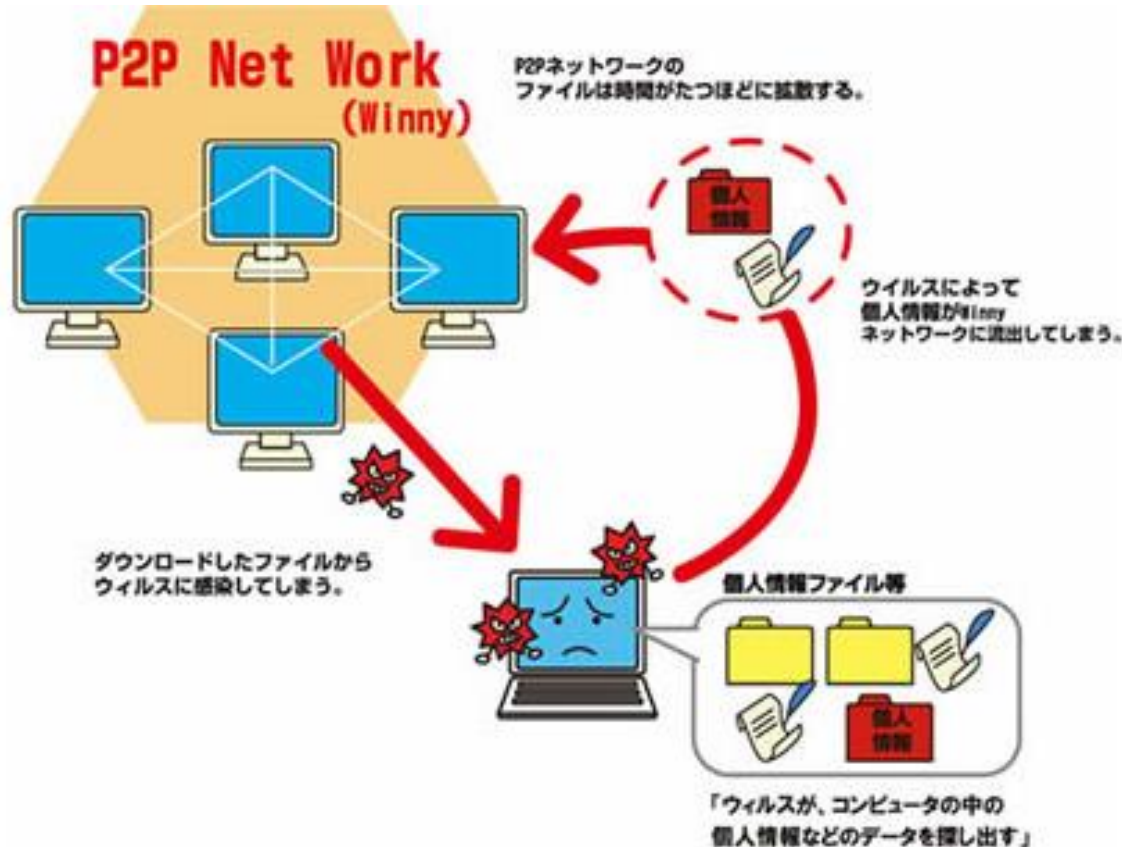 P2P Net Work
(Winny)
P2Pネットワークの
ファイルは時間がたつほどに拡散する。
個人
情報
ウイルスによって
個人情報がWinny
ネットワークに流出してしまう。
ダウンロードしたファイルから
ウィルスに感染してしまう。
個人情報ファイル等
個人
情報
「ウィルスが、コンピュータの中の
個人情報などのデータを探し出す」